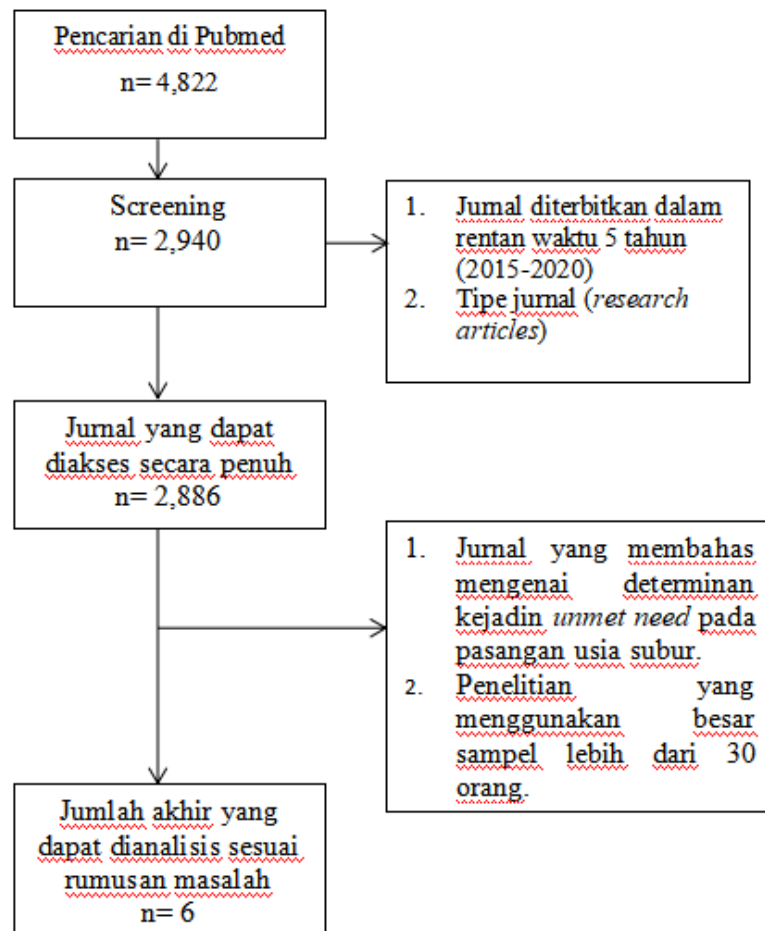 Pencarian di Pubmed
n= 4,822
Screening
n= 2,940
1. Jurnal diterbitkan dalam
rentan waktu 5 tahun
(2015-2020)
2. Tipe jurnal (research
articles)
Jurnal yang dapat
diakses secara penuh
n= 2,886
1. Jurnal yang membahas
mengenai determinan
kejadin unmet need pada
pasangan usia subur.
2. Penelitian yang
menggunakan besar
sampel lebih dari 30
orang.
Jumlah akhir yang
dapat dianalisis sesuai
rumusan masalah
n= 6